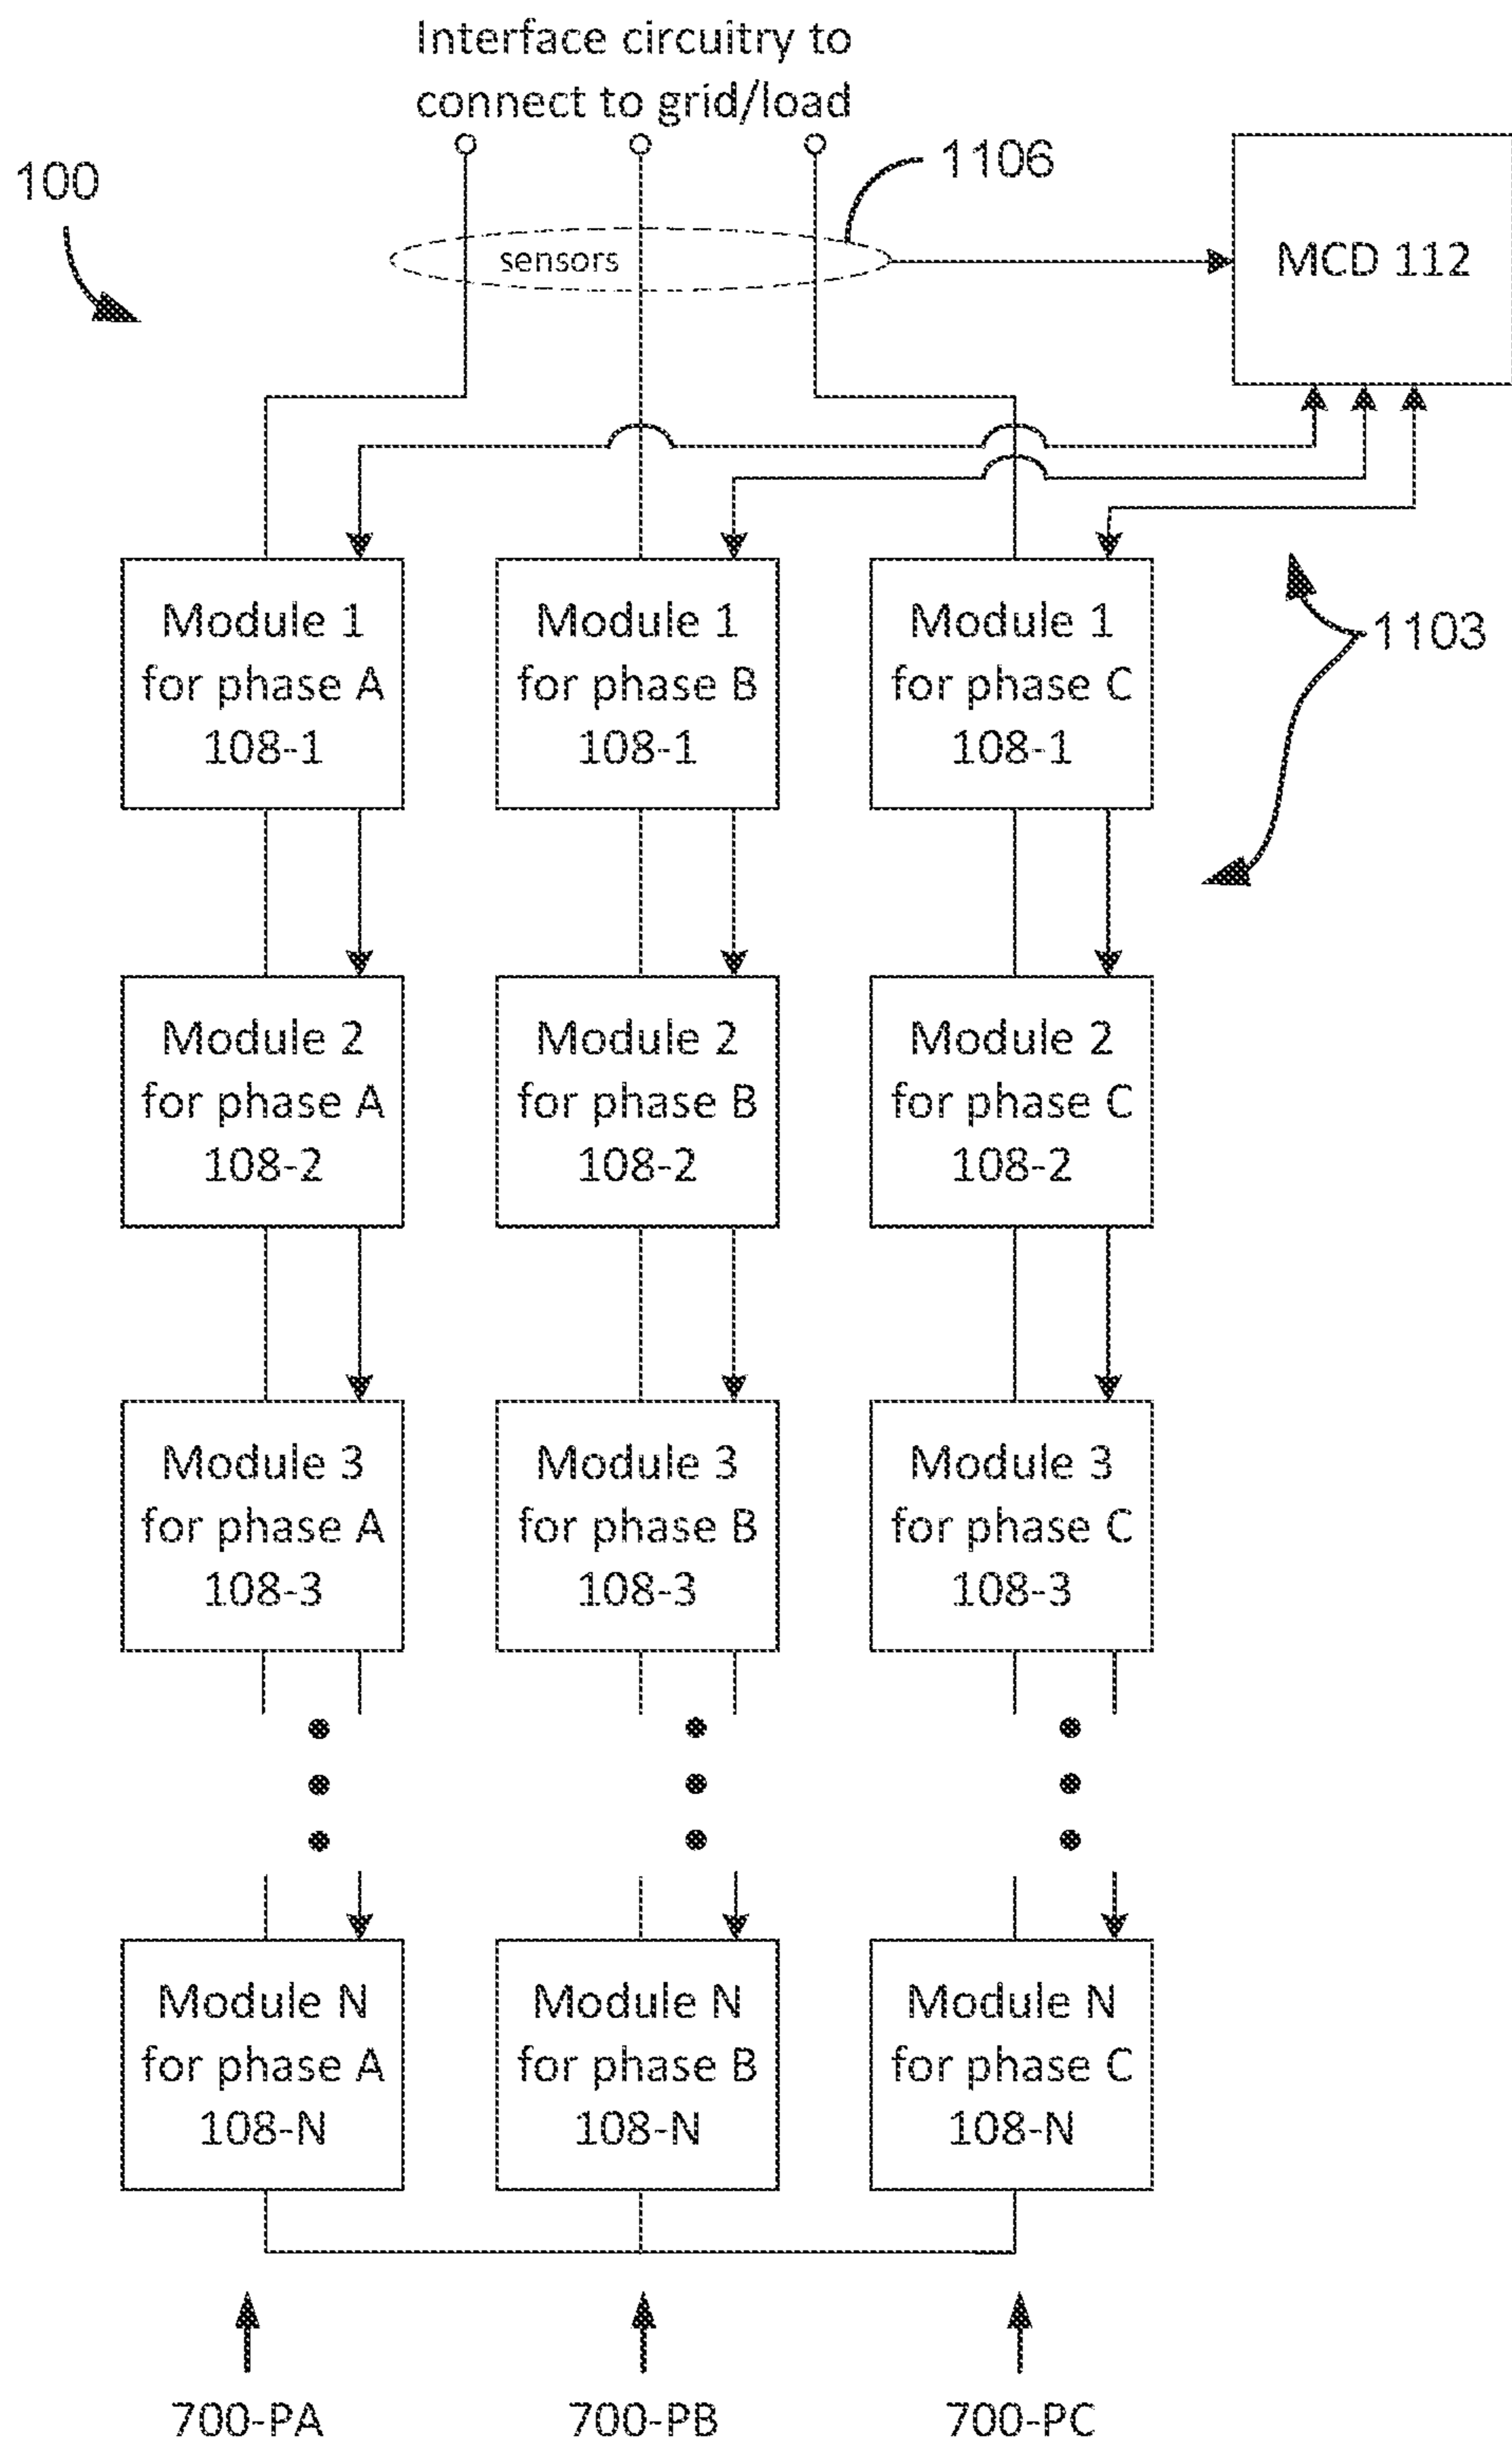 Interface circuitry to
connect to grid/load
100
1106
sensors
MCD 112
1103
Module 1
for phase A
108-1
Module 1
for phase B
108-1
Module 1
for phase C
108-1
Module 2
for phase A
108-2
Module 2
for phase B
108-2
Module 2
for phase C
108-2
Module 3
for phase A
108-3
Module 3
for phase B
108-3
Module 3
for phase C
108-3
Module N
for phase A
108-N
Module N
for phase B
108-N
Module N
for phase C
108-N
700-PA
700-PB
700-PC